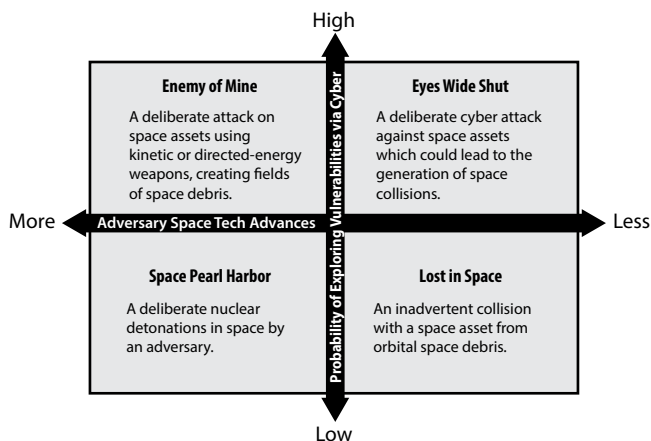 High
Enemy of Mine
A deliberate attack on
space assets using
kinetic or directed-energy
weapons, creating fields
of space debris.
Eyes Wide Shut
A deliberate cyber attack
against space assets
which could lead to the
generation of space
collisions.
Probability of Exploring Vulnerabilities via Cyber
More
Adversary Space Tech Advances
Less
Space Pearl Harbor
A deliberate nuclear
detonations in space by
an adversary.
Lost in Space
An inadvertent collision
with a space asset from
orbital space debris.
Low